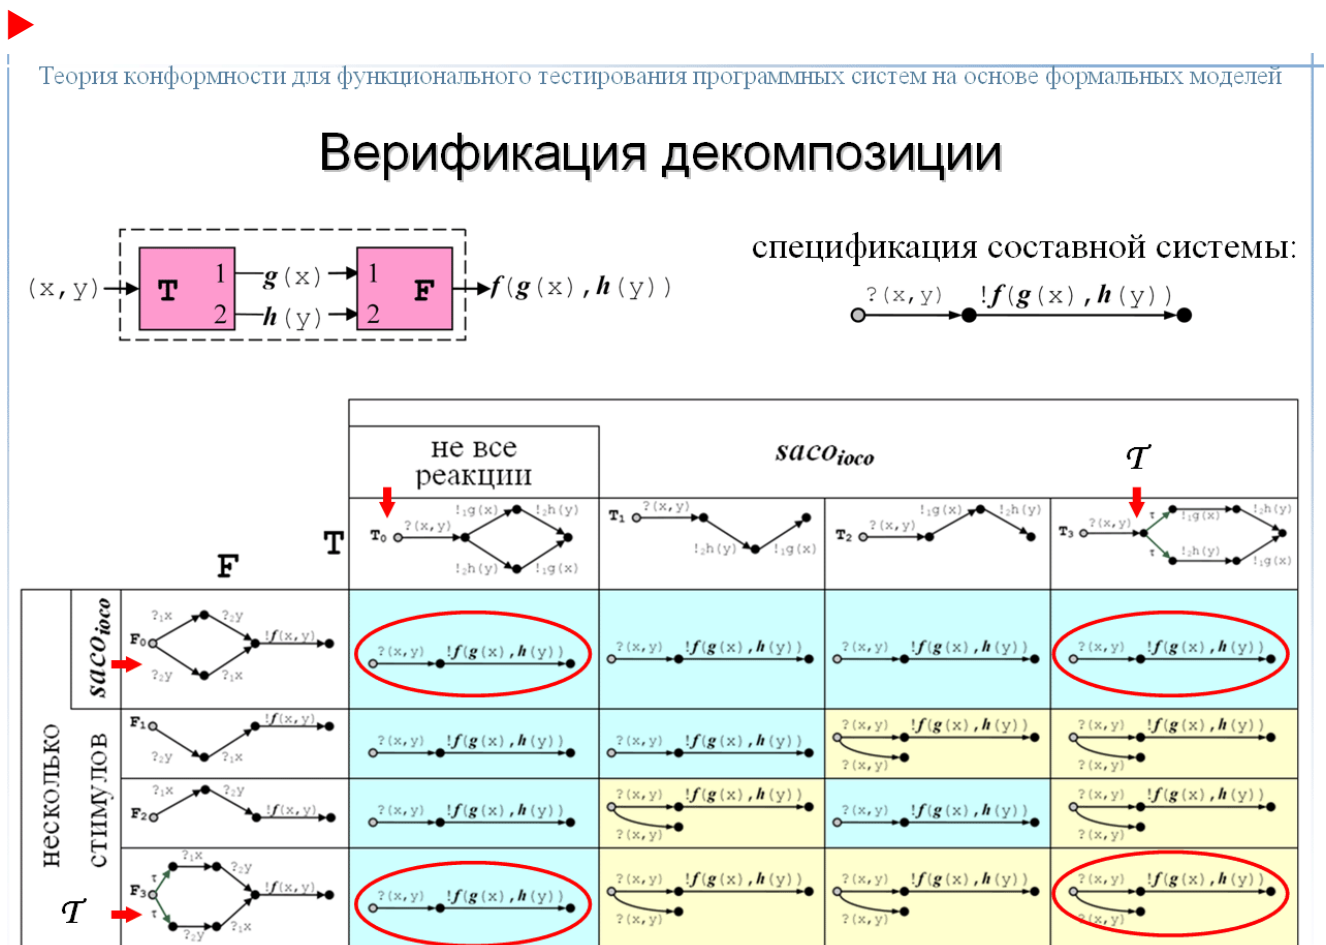 Теория конформности для функционального тестирования программных систем на основе формальных моделей
Верификация декомпозиции
(x,y) T 1 g(x) 1 F f(g(x),h(y))
2 h(y) 2
спецификация составной системы:
?(x,y) !f(g(x),h(y))
не все реакции
saco_ioco
𝒯
T
F
T₀ ?(x,y) !₁g(x) !₂h(y) !₂h(y) !₁g(x)
T₁ ?(x,y) !₂h(y) !₁g(x)
T₂ ?(x,y) !₁g(x) !₂h(y)
T₃ ?(x,y) τ !₁g(x) !₂h(y) τ !₂h(y) !₁g(x)
saco_ioco
F₀ ?₁x ?₂y ?₂y ?₁x !f(x,y)
?(x,y) !f(g(x),h(y))
?(x,y) !f(g(x),h(y))
?(x,y) !f(g(x),h(y))
?(x,y) !f(g(x),h(y))
несколько стимулов
F₁ ?₂y ?₁x !f(x,y)
?(x,y) !f(g(x),h(y))
?(x,y) !f(g(x),h(y))
?(x,y) !f(g(x),h(y))
?(x,y)
?(x,y) !f(g(x),h(y))
?(x,y)
F₂ ?₁x ?₂y !f(x,y)
?(x,y) !f(g(x),h(y))
?(x,y) !f(g(x),h(y))
?(x,y)
?(x,y) !f(g(x),h(y))
?(x,y) !f(g(x),h(y))
?(x,y)
𝒯
F₃ τ ?₁x ?₂y τ ?₂y ?₁x !f(x,y)
?(x,y) !f(g(x),h(y))
?(x,y) !f(g(x),h(y))
?(x,y)
?(x,y) !f(g(x),h(y))
?(x,y)
?(x,y) !f(g(x),h(y))
?(x,y)